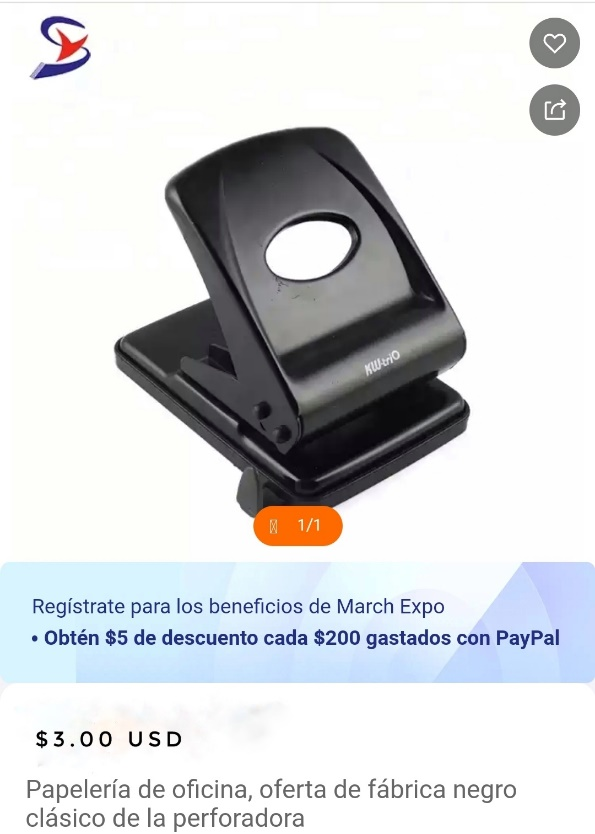 KW-triO
1/1
Regístrate para los beneficios de March Expo
• Obtén $5 de descuento cada $200 gastados con PayPal
$3.00 USD
Papelería de oficina, oferta de fábrica negro
clásico de la perforadora